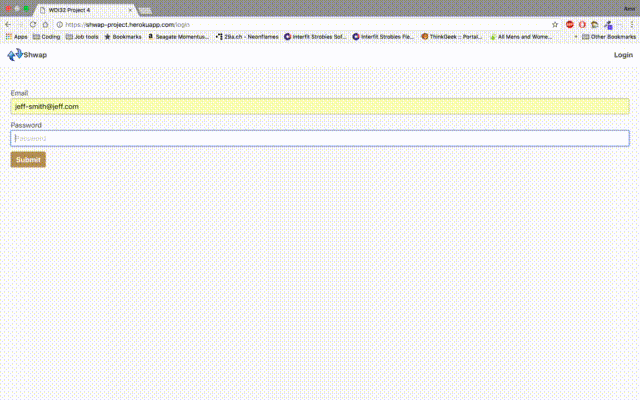 WDI32 Project 4
https://shwap-project.herokuapp.com/login
Apps Coding Job tools Bookmarks Seagate Momentus... 29a.ch - Neonflames Interfit Strobies Sof... Interfit Strobies Fle... ThinkGeek :: Portal... All Mens and Wome... Other Bookmarks
Shwap Login
Email
jeff-smith@jeff.com
Password
Password
Submit